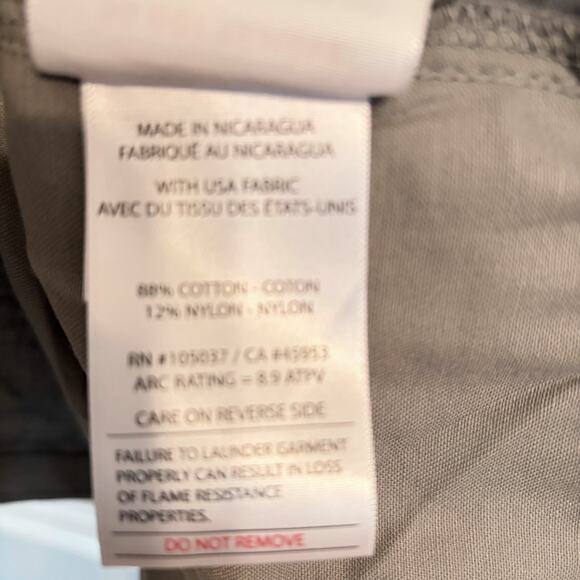 MADE IN NICARAGUA
FABRIQUÉ AU NICARAGUA
WITH USA FABRIC
AVEC DU TISSU DES ÉTATS-UNIS
88% COTTON - COTON
12% NYLON - NYLON
RN #105037 / CA #45953
ARC RATING = 8.9 ATPV
CARE ON REVERSE SIDE
FAILURE TO LAUNDER GARMENT
PROPERLY CAN RESULT IN LOSS
OF FLAME RESISTANCE
PROPERTIES.
DO NOT REMOVE